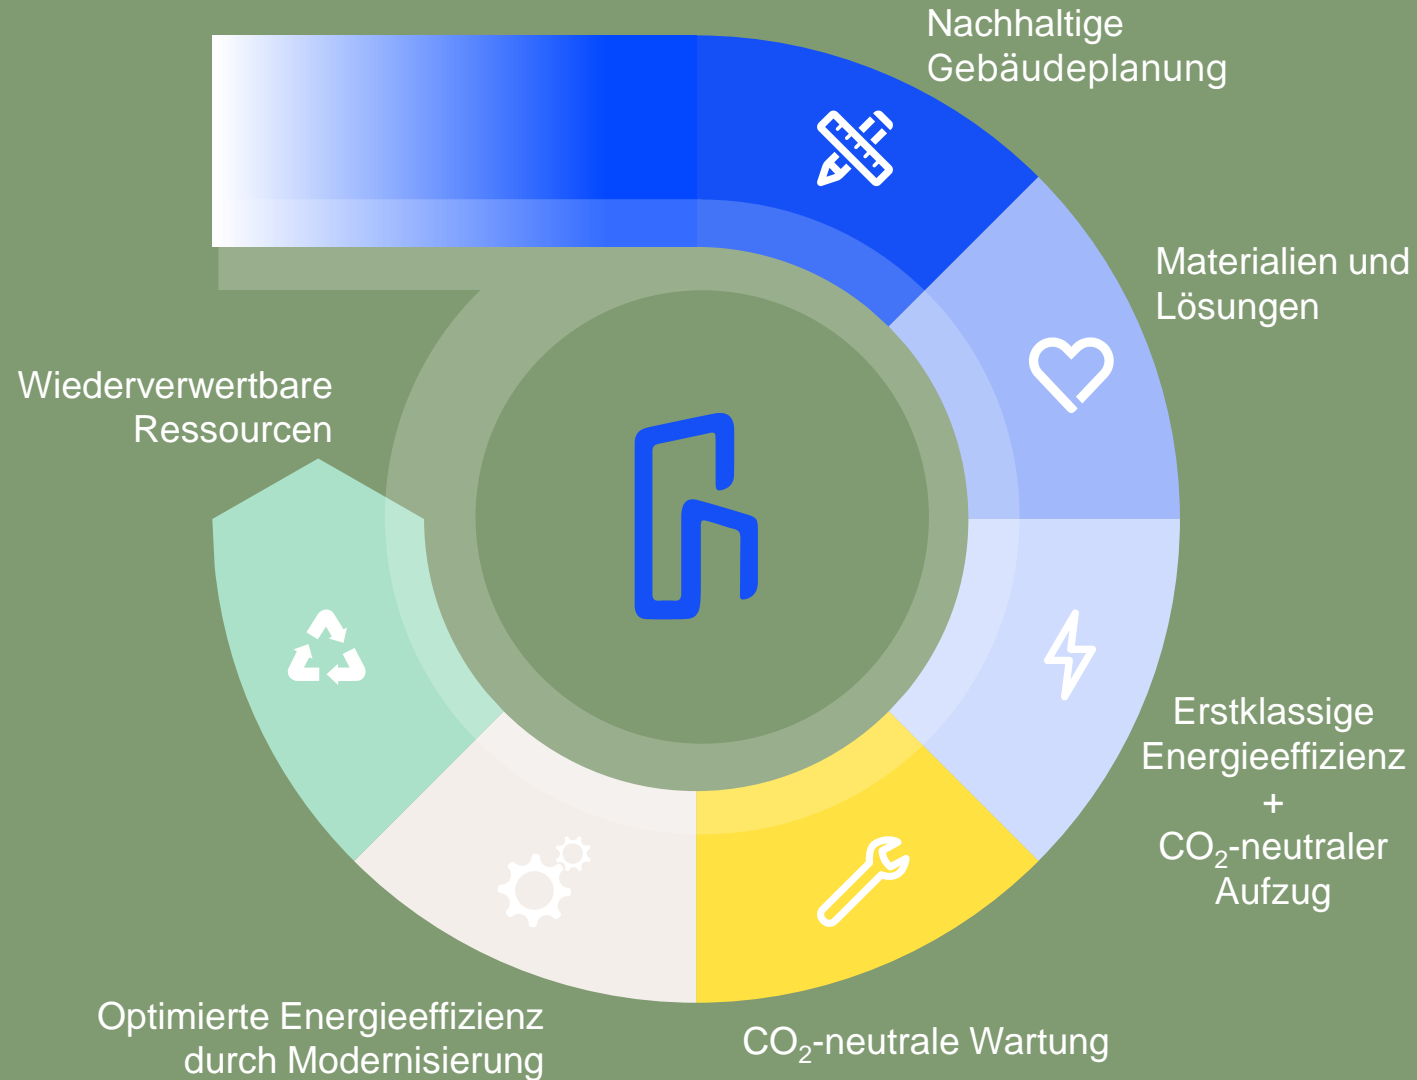 Nachhaltige
Gebäudeplanung
Materialien und
Lösungen
Erstklassige
Energieeffizienz
+
CO₂-neutraler
Aufzug
CO₂-neutrale Wartung
Optimierte Energieeffizienz
durch Modernisierung
Wiederverwertbare
Ressourcen